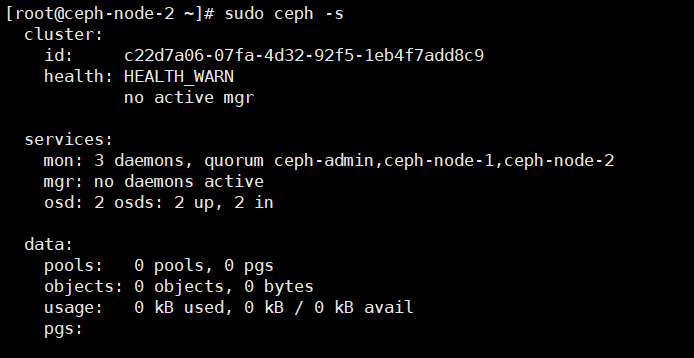 [root@ceph-node-2 ~]# sudo ceph -s
  cluster:
    id:     c22d7a06-07fa-4d32-92f5-1eb4f7add8c9
    health: HEALTH_WARN
            no active mgr

  services:
    mon: 3 daemons, quorum ceph-admin,ceph-node-1,ceph-node-2
    mgr: no daemons active
    osd: 2 osds: 2 up, 2 in

  data:
    pools:   0 pools, 0 pgs
    objects: 0 objects, 0 bytes
    usage:   0 kB used, 0 kB / 0 kB avail
    pgs: